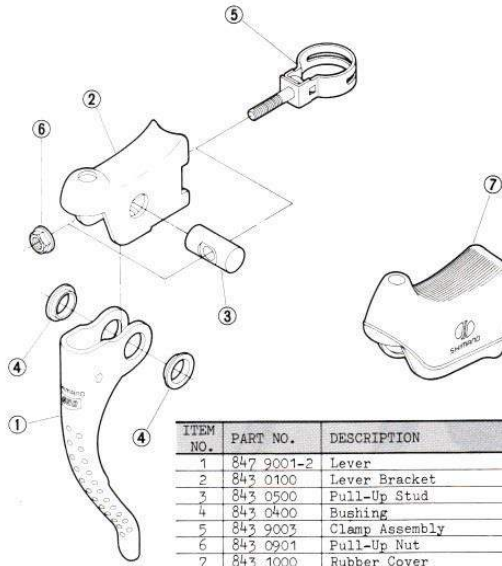 5
2
6
7
3
4
SHIMANO
1
4
ITEM NO. PART NO. DESCRIPTION
1 847 9001-2 Lever
2 843 0100 Lever Bracket
3 843 0500 Pull-Up Stud
4 843 0400 Bushing
5 843 9003 Clamp Assembly
6 843 0901 Pull-Up Nut
7 843 1000 Rubber Cover